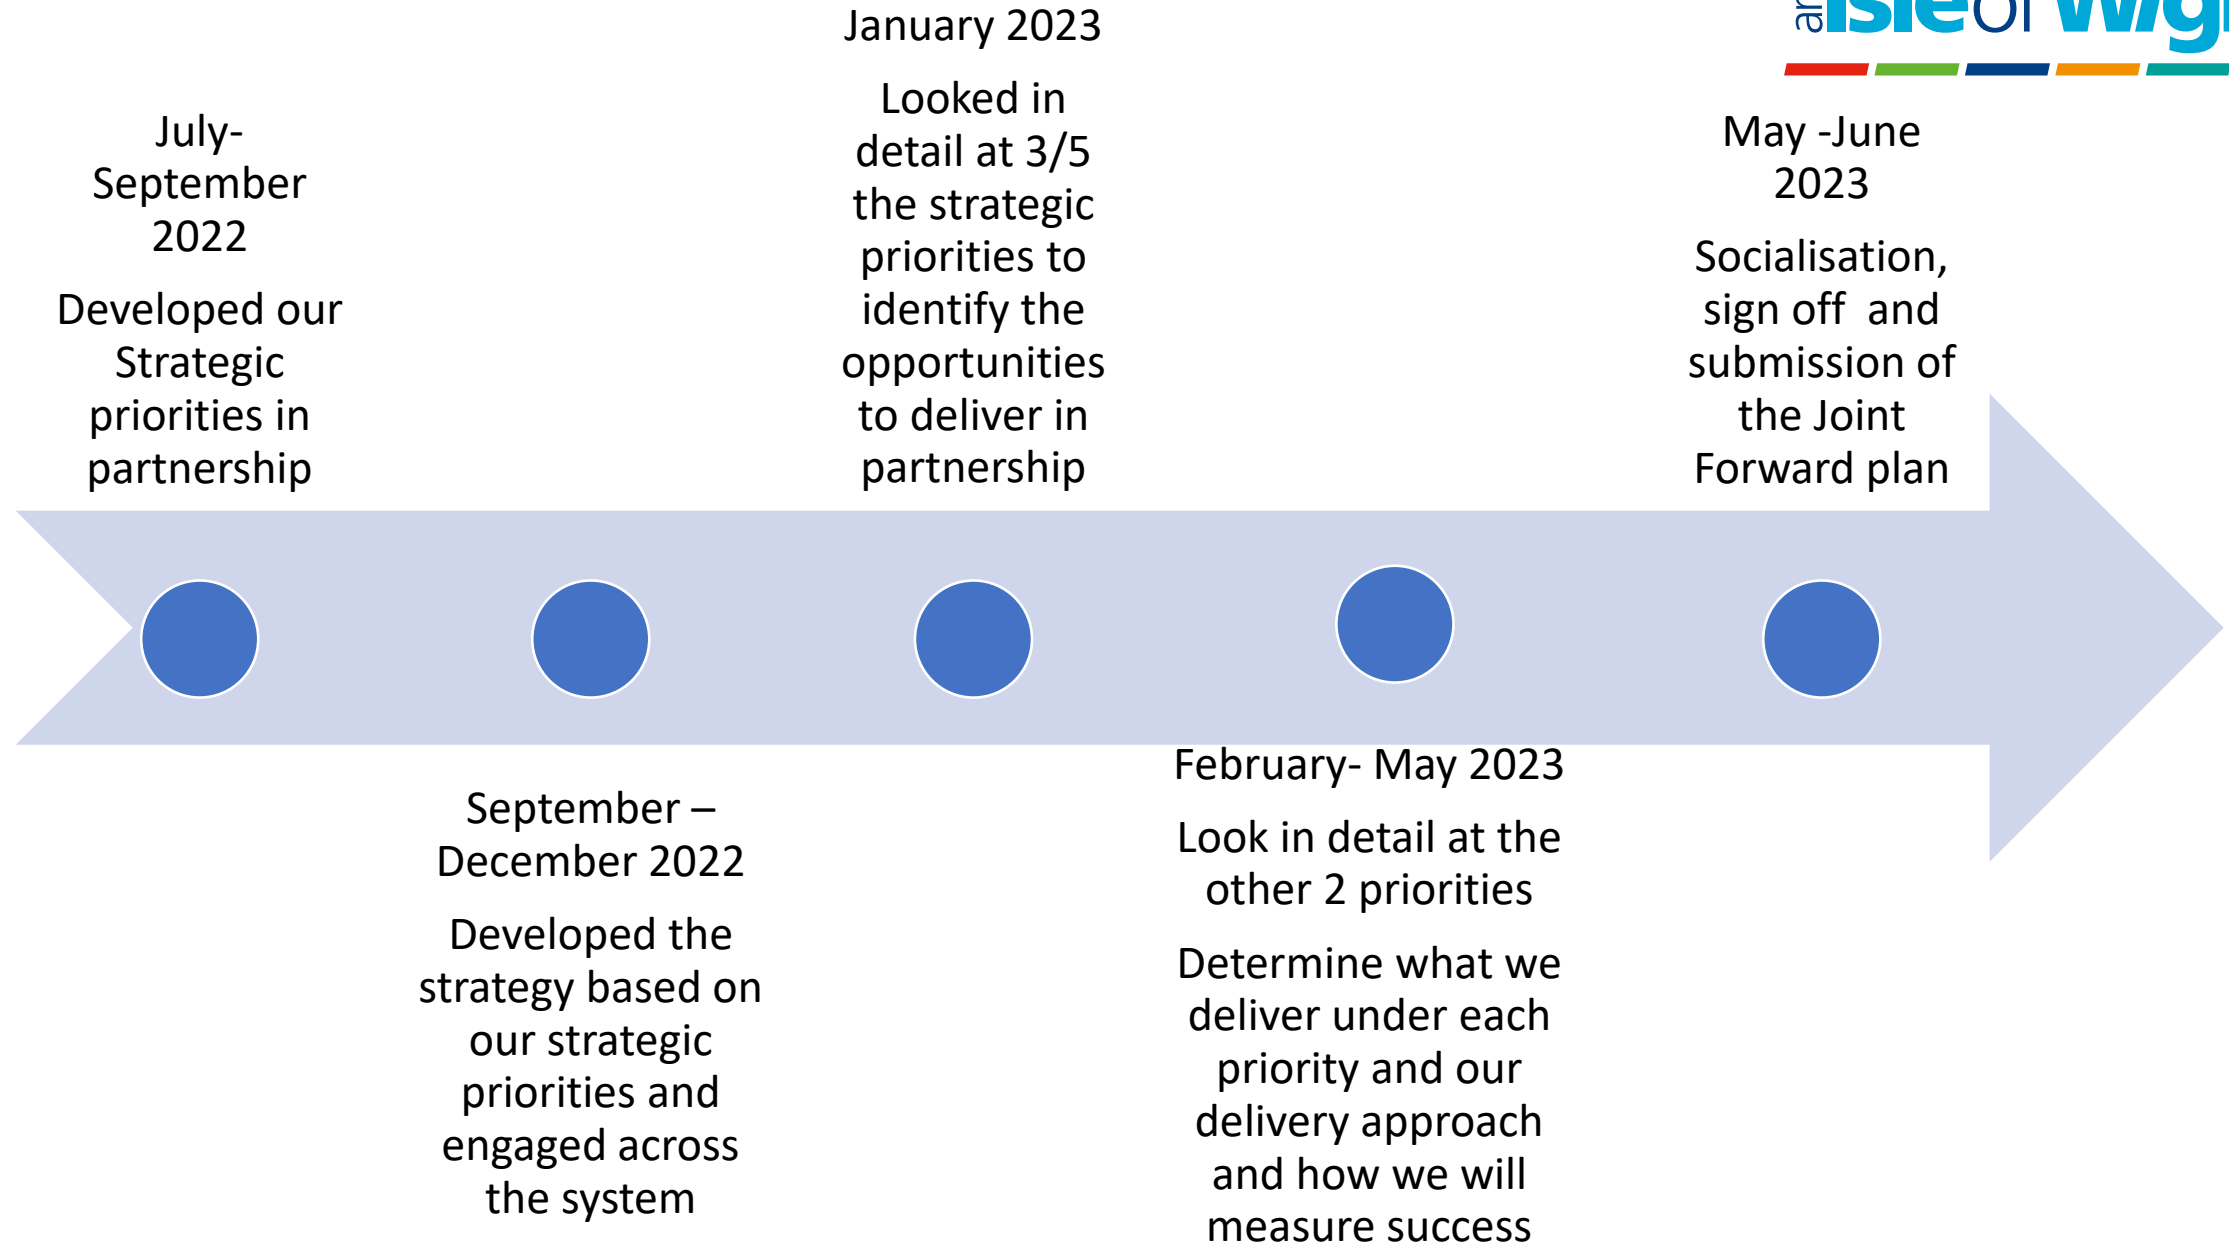 July-
September
2022
Developed our
Strategic
priorities in
partnership
September –
December 2022
Developed the
strategy based on
our strategic
priorities and
engaged across
the system
January 2023
Looked in
detail at 3/5
the strategic
priorities to
identify the
opportunities
to deliver in
partnership
February- May 2023
Look in detail at the
other 2 priorities
Determine what we
deliver under each
priority and our
delivery approach
and how we will
measure success
May -June
2023
Socialisation,
sign off  and
submission of
the Joint
Forward plan
Isle of